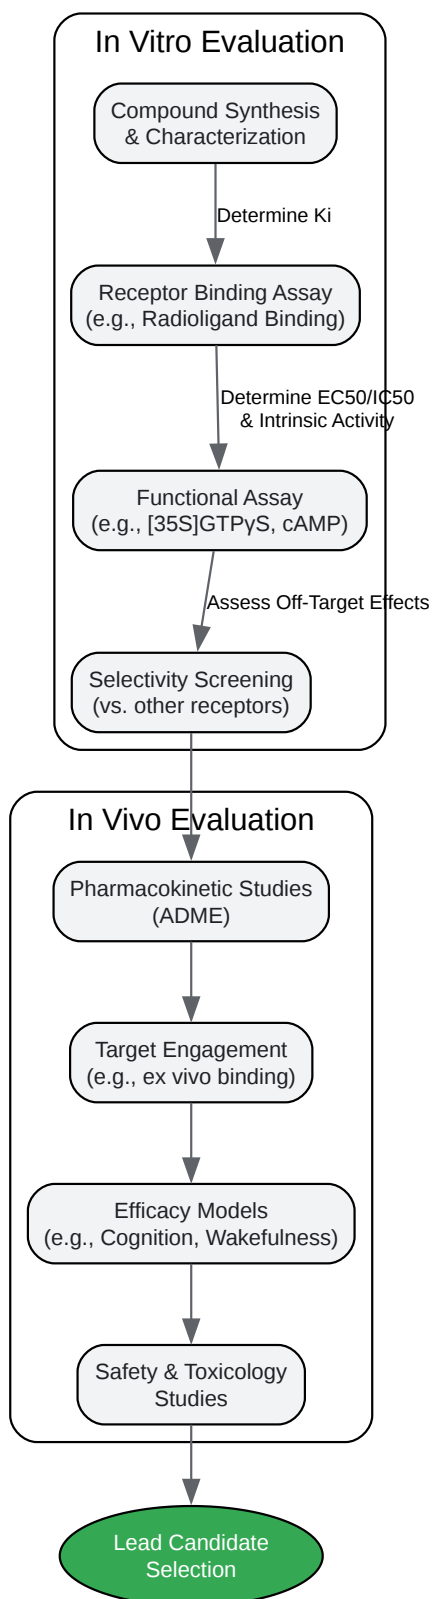 In Vitro Evaluation
Compound Synthesis
& Characterization
Determine Ki
Receptor Binding Assay
(e.g., Radioligand Binding)
Determine EC50/IC50
& Intrinsic Activity
Functional Assay
(e.g., [35S]GTPγS, cAMP)
Assess Off-Target Effects
Selectivity Screening
(vs. other receptors)
In Vivo Evaluation
Pharmacokinetic Studies
(ADME)
Target Engagement
(e.g., ex vivo binding)
Efficacy Models
(e.g., Cognition, Wakefulness)
Safety & Toxicology
Studies
Lead Candidate
Selection